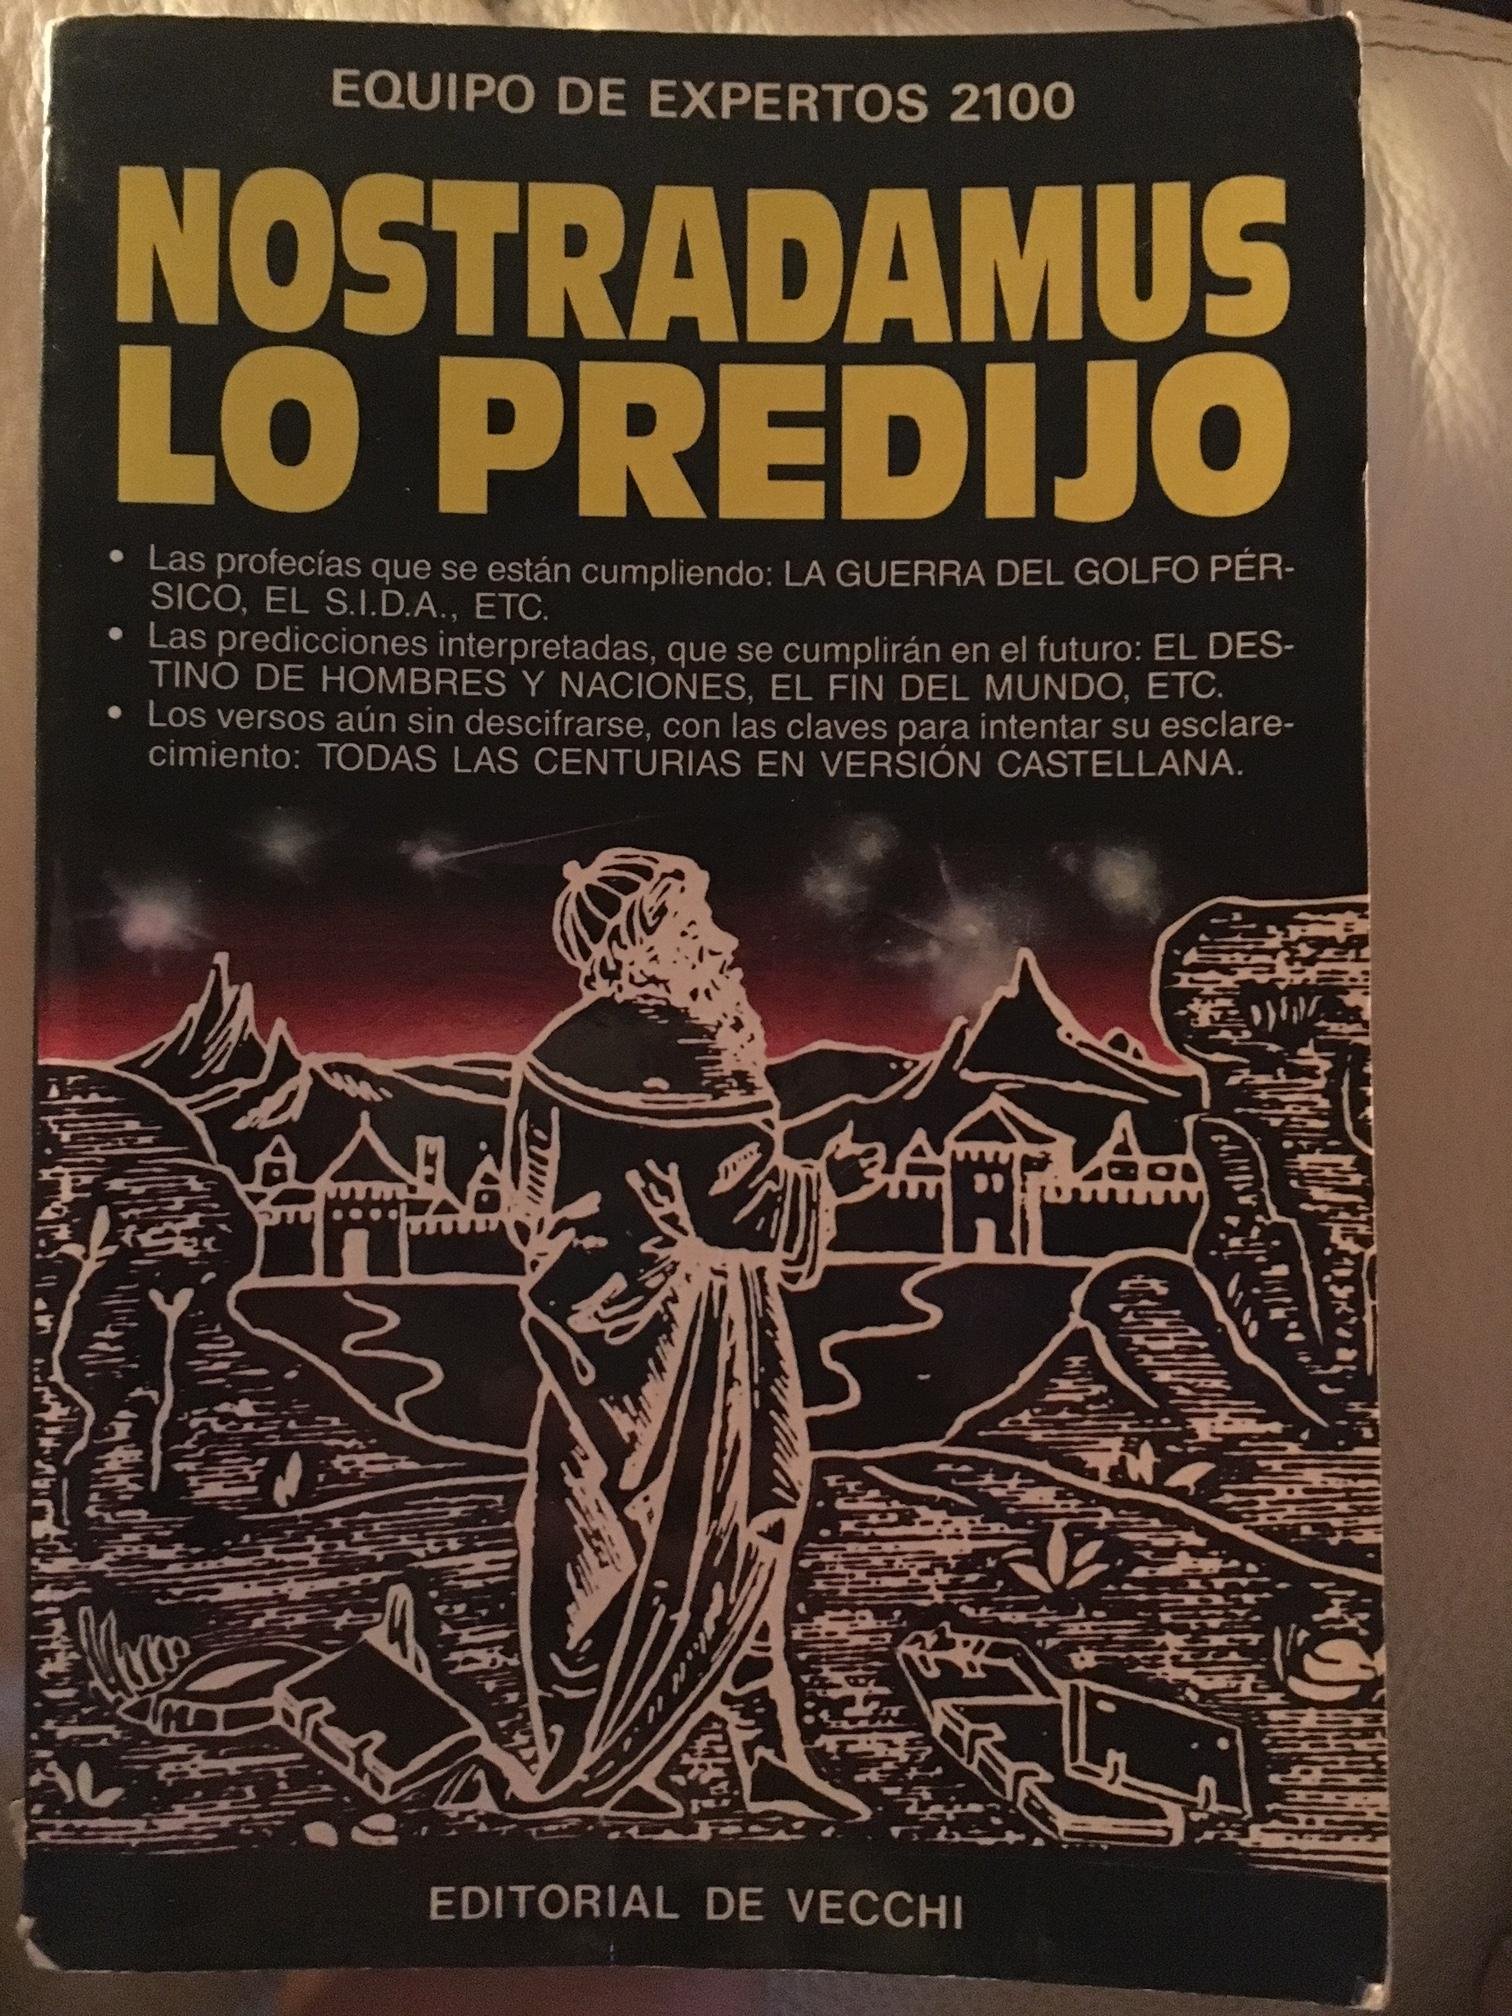 EQUIPO DE EXPERTOS 2100
NOSTRADAMUS
LO PREDIJO
• Las profecías que se están cumpliendo: LA GUERRA DEL GOLFO PÉR-
SICO, EL S.I.D.A., ETC.
• Las predicciones interpretadas, que se cumplirán en el futuro: EL DES-
TINO DE HOMBRES Y NACIONES, EL FIN DEL MUNDO, ETC.
• Los versos aún sin descifrarse, con las claves para intentar su esclare-
cimiento: TODAS LAS CENTURIAS EN VERSIÓN CASTELLANA.
EDITORIAL DE VECCHI